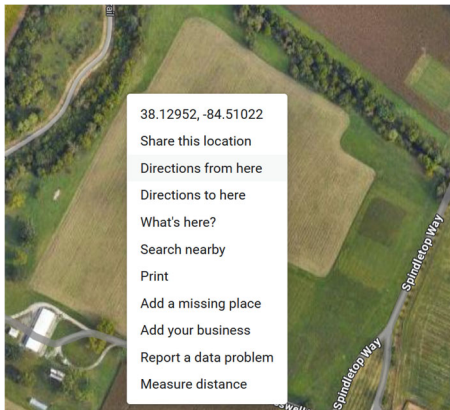 ail
38.12952, -84.51022
Share this location
Directions from here
Directions to here
What's here?
Search nearby
Print
Add a missing place
Add your business
Report a data problem
Measure distance
Spindletop Way
Spindletop Way